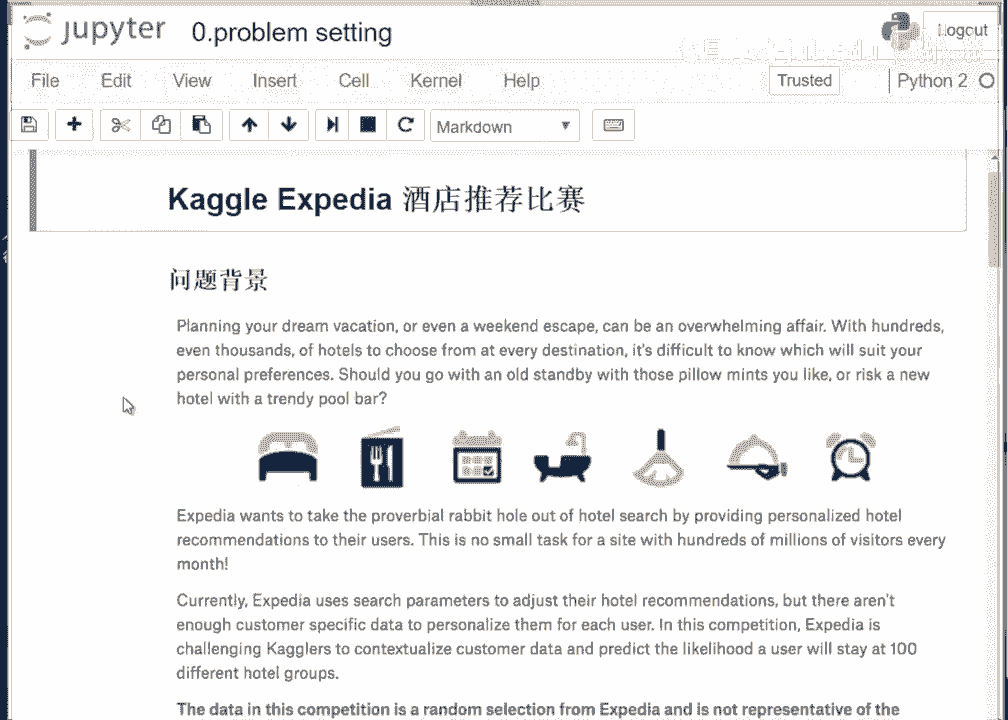 jupyter 0.problem setting
Logout
File Edit View Insert Cell Kernel Help Trusted Python 2
Markdown
Kaggle Expedia 酒店推荐比赛
问题背景
Planning your dream vacation, or even a weekend escape, can be an overwhelming affair. With hundreds,
even thousands, of hotels to choose from at every destination, it's difficult to know which will suit your
personal preferences. Should you go with an old standby with those pillow mints you like, or risk a new
hotel with a trendy pool bar?
Expedia wants to take the proverbial rabbit hole out of hotel search by providing personalized hotel
recommendations to their users. This is no small task for a site with hundreds of millions of visitors every
month!
Currently, Expedia uses search parameters to adjust their hotel recommendations, but there aren't
enough customer specific data to personalize them for each user. In this competition, Expedia is
challenging Kagglers to contextualize customer data and predict the likelihood a user will stay at 100
different hotel groups.
The data in this competition is a random selection from Expedia and is not representative of the